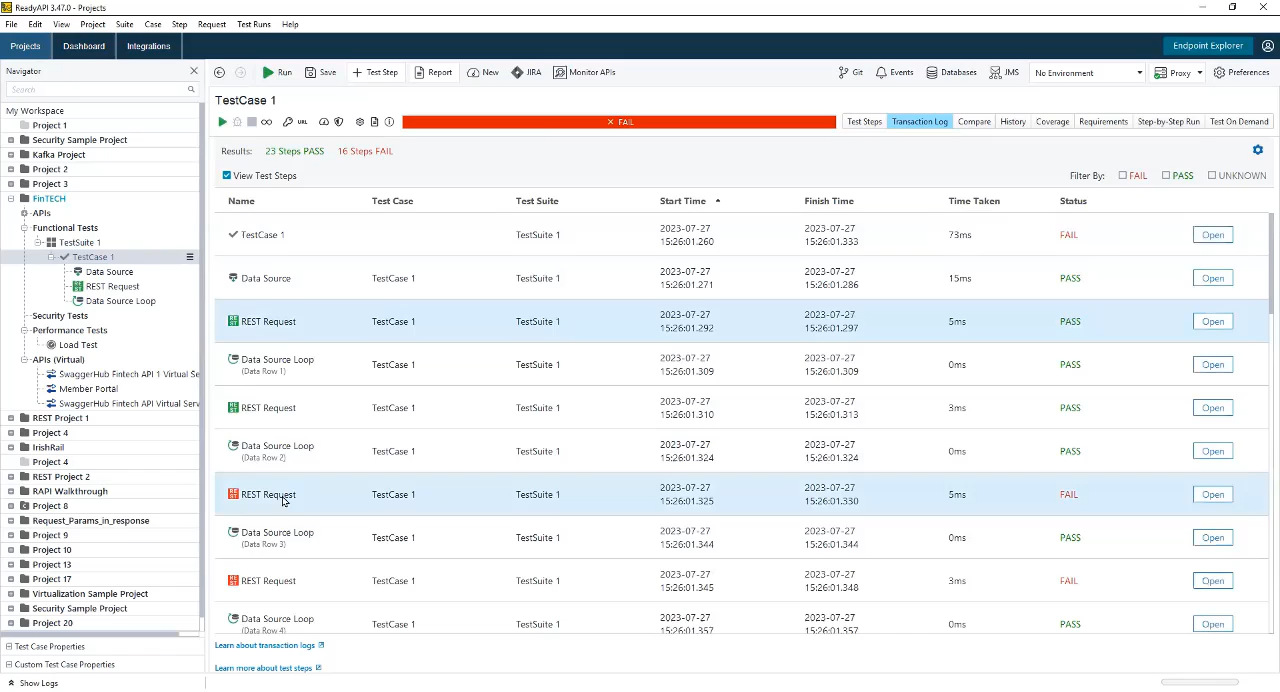 ReadyAPI 3.47.0 - Projects
File Edit View Project Suite Case Step Request Test Runs Help
Projects Dashboard Integrations Endpoint Explorer
Navigator
Search
My Workspace
Project 1
Security Sample Project
Kafka Project
Project 2
Project 3
FinTECH
APIs
Functional Tests
TestSuite 1
TestCase 1
Data Source
REST Request
Data Source Loop
Security Tests
Performance Tests
Load Test
APIs (Virtual)
SwaggerHub Fintech API 1 Virtual Se
Member Portal
SwaggerHub Fintech API Virtual Serv
REST Project 1
Project 4
IrishRail
Project 4
REST Project 2
RAPI Walkthrough
Project 8
Request_Params_in_response
Project 9
Project 10
Project 13
Project 17
Virtualization Sample Project
Security Sample Project
Project 20
Test Case Properties
Custom Test Case Properties
Show Logs
Run Save Test Step Report New JIRA Monitor APIs Git Events Databases JMS No Environment Proxy Preferences
TestCase 1
URL FAIL Test Steps Transaction Log Compare History Coverage Requirements Step-by-Step Run Test On Demand
Results: 23 Steps PASS 16 Steps FAIL
View Test Steps Filter By: FAIL PASS UNKNOWN
Name Test Case Test Suite Start Time Finish Time Time Taken Status
TestCase 1 TestSuite 1 2023-07-27 15:26:01.260 2023-07-27 15:26:01.333 73ms FAIL Open
Data Source TestCase 1 TestSuite 1 2023-07-27 15:26:01.271 2023-07-27 15:26:01.286 15ms PASS Open
REST Request TestCase 1 TestSuite 1 2023-07-27 15:26:01.292 2023-07-27 15:26:01.297 5ms PASS Open
Data Source Loop (Data Row 1) TestCase 1 TestSuite 1 2023-07-27 15:26:01.309 2023-07-27 15:26:01.309 0ms PASS Open
REST Request TestCase 1 TestSuite 1 2023-07-27 15:26:01.310 2023-07-27 15:26:01.313 3ms PASS Open
Data Source Loop (Data Row 2) TestCase 1 TestSuite 1 2023-07-27 15:26:01.324 2023-07-27 15:26:01.324 0ms PASS Open
REST Request TestCase 1 TestSuite 1 2023-07-27 15:26:01.325 2023-07-27 15:26:01.330 5ms FAIL Open
Data Source Loop (Data Row 3) TestCase 1 TestSuite 1 2023-07-27 15:26:01.344 2023-07-27 15:26:01.344 0ms PASS Open
REST Request TestCase 1 TestSuite 1 2023-07-27 15:26:01.345 2023-07-27 15:26:01.348 3ms FAIL Open
Data Source Loop (Data Row 4) TestCase 1 TestSuite 1 2023-07-27 15:26:01.357 2023-07-27 15:26:01.357 0ms PASS Open
Learn about transaction logs
Learn more about test steps